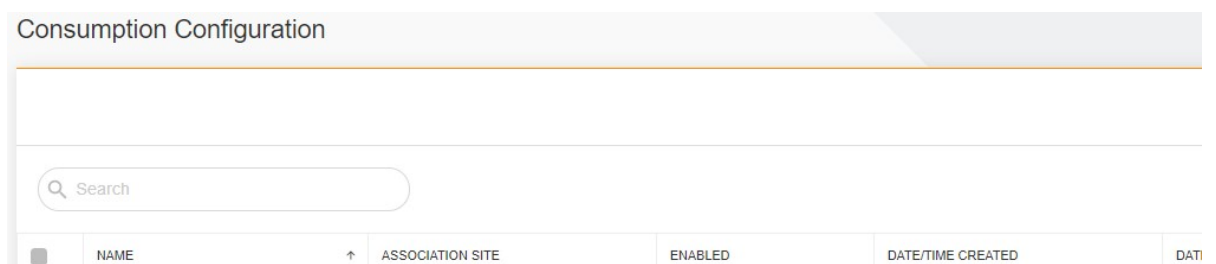 Consumption Configuration
Search
NAME ↑ ASSOCIATION SITE ENABLED DATE/TIME CREATED